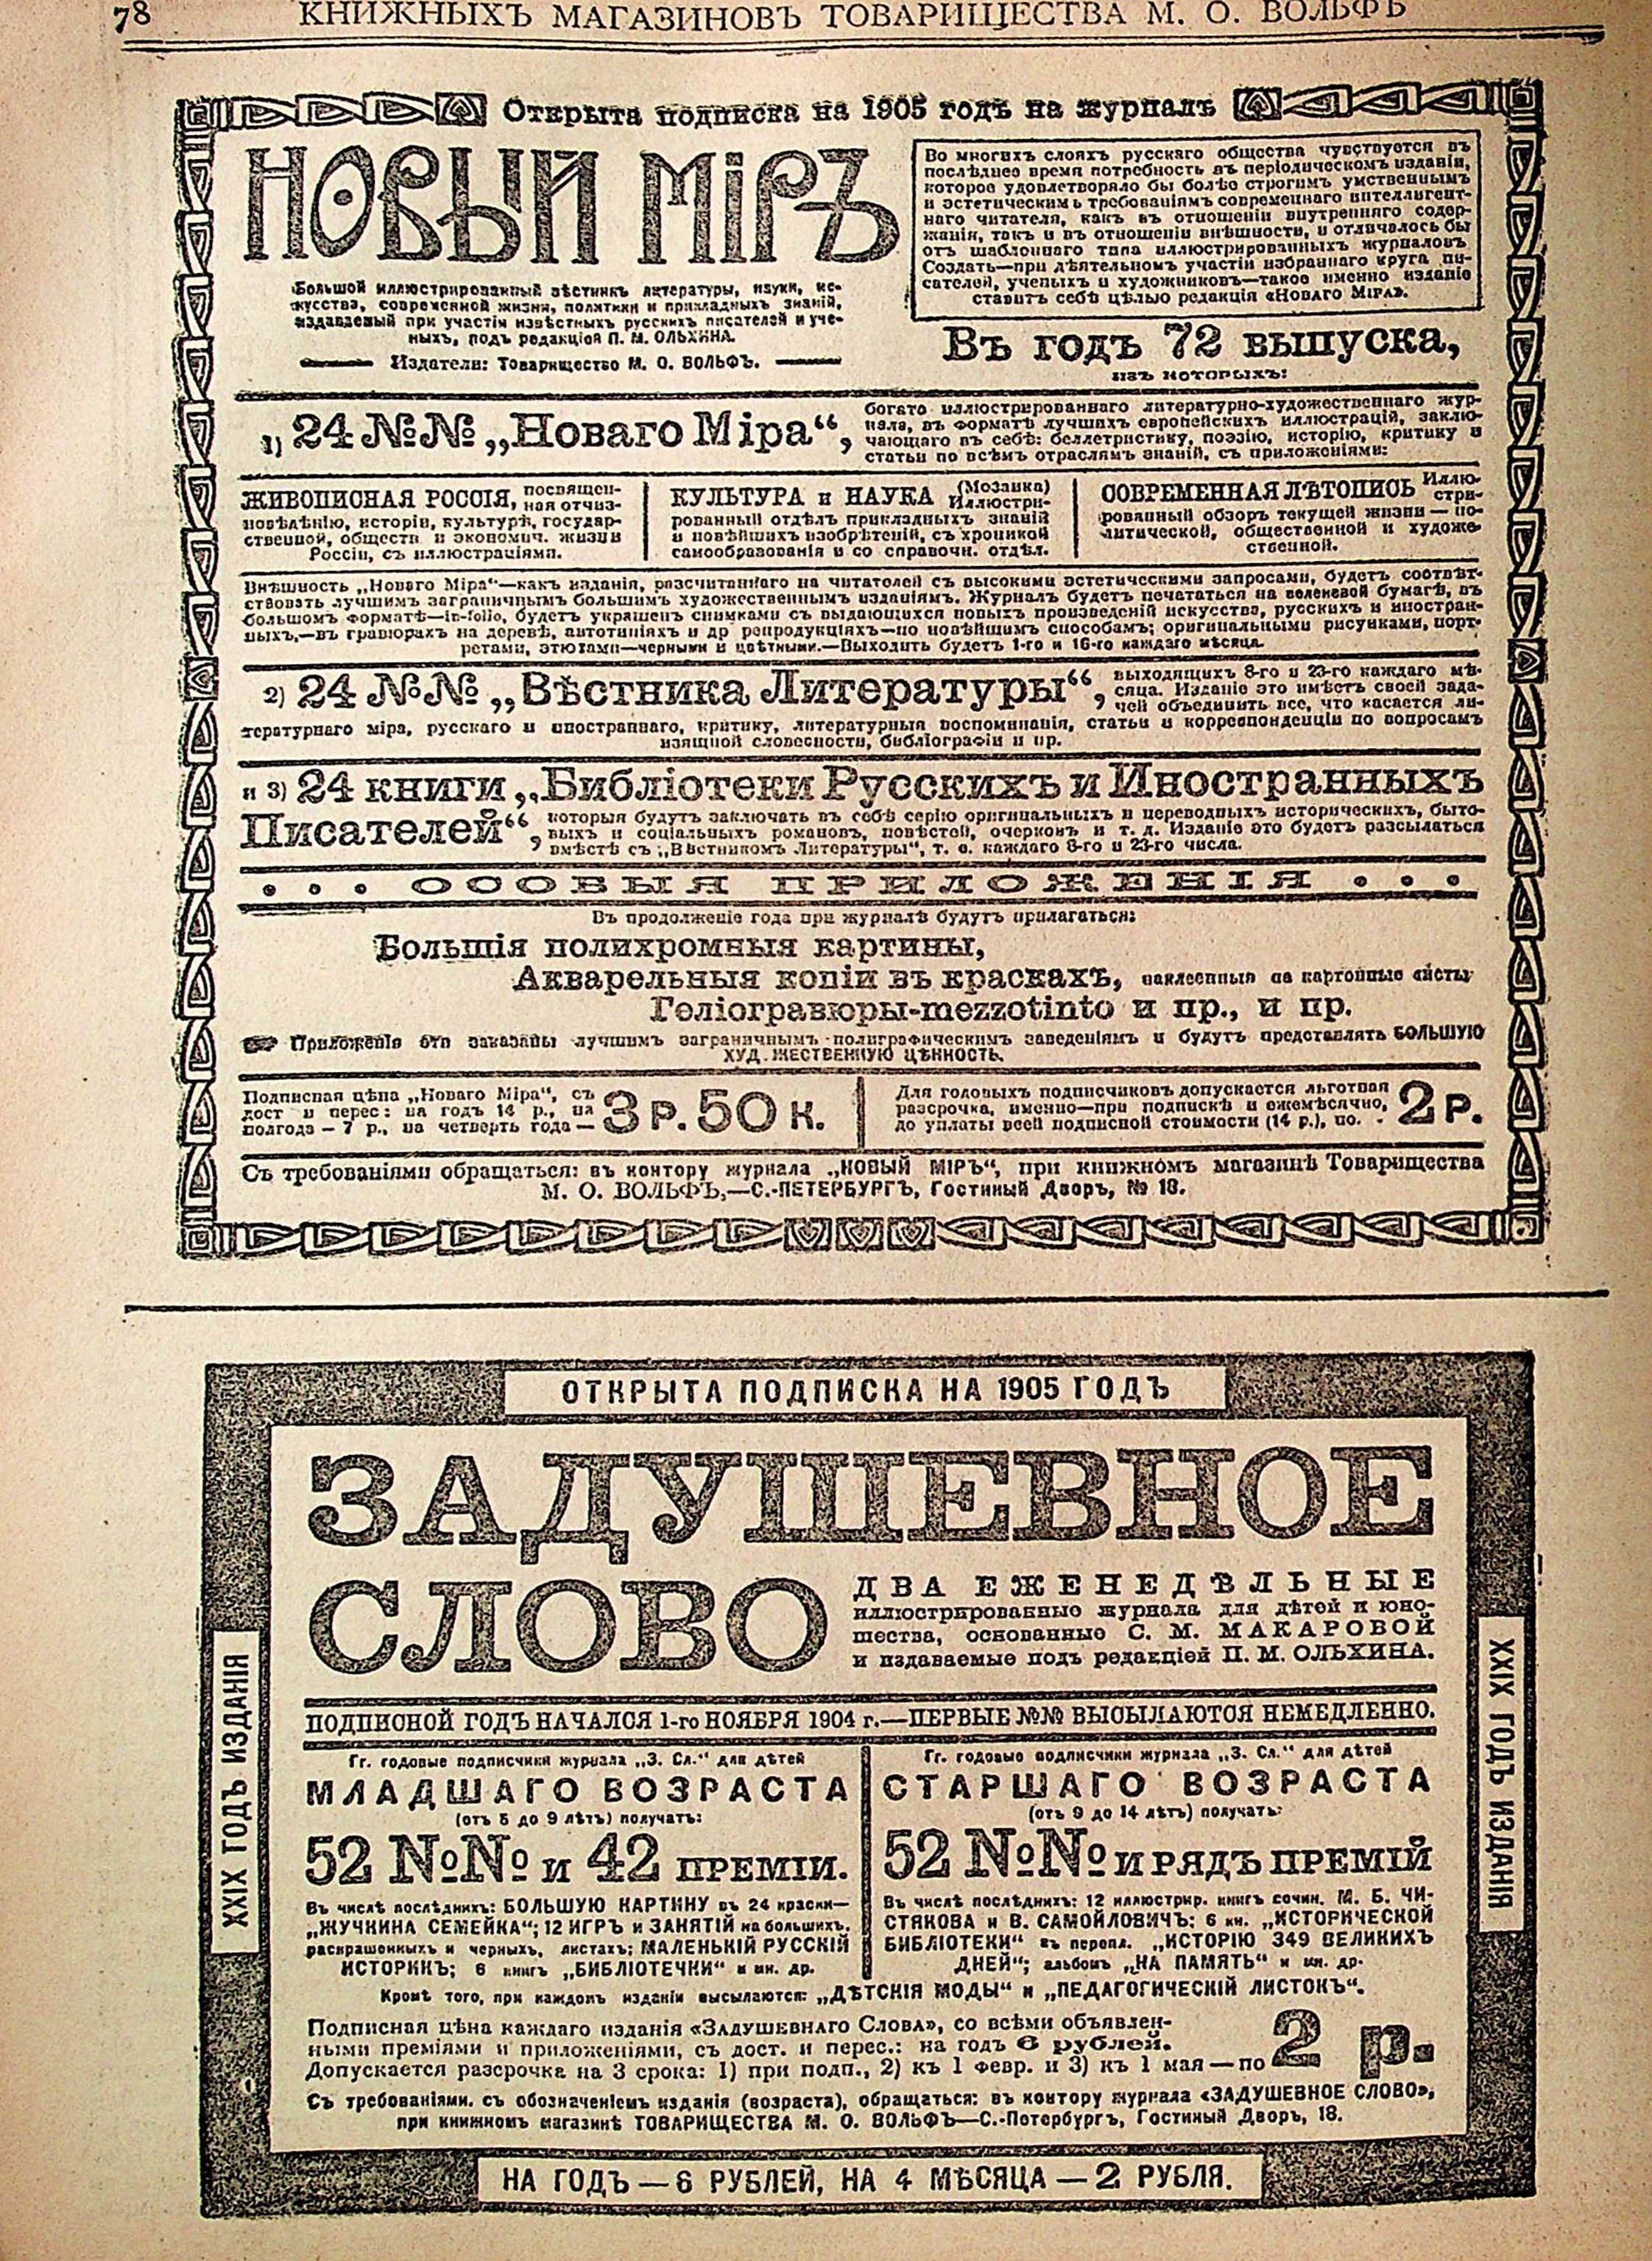 78 КНИЖНЫХЪ МАГАЗИНОВЪ ТОВАРИЩЕСТВА М. О. ВОЛЬФЪ
Открыта подписка на 1905 годъ на журналъ
НОВЫЙ МІРЪ
Большой иллюстрированный вѣстникъ литературы, науки, ис-
кусства, современной жизни, политики и прикладныхъ знаній,
издаваемый при участіи извѣстныхъ русскихъ писателей и уче-
ныхъ, подъ редакціей П. М. ОЛЬХИНА.
Издатели: Товарищество М. О. ВОЛЬФЪ.
Во многихъ слояхъ русскаго общества чувствуется въ
послѣднее время потребность въ періодическомъ изданіи,
которое удовлетворяло бы болѣе строгимъ умственнымъ
и эстетическимъ требованіямъ современнаго интеллигент-
наго читателя, какъ въ отношеніи внутренняго содер-
жанія, такъ и въ отношеніи внѣшности, и отличалось бы
отъ шаблоннаго типа иллюстрированныхъ журналовъ
Создать—при дѣятельномъ участіи избраннаго круга пи-
сателей, ученыхъ и художниковъ—такое именно изданіе
ставитъ себѣ цѣлью редакція «Новаго Міра».
Въ годъ 72 выпуска,
изъ которыхъ:
1) 24 №№ „Новаго Міра“,
богато иллюстрированнаго литературно-художественнаго жур-
нала, въ форматѣ лучшихъ европейскихъ иллюстрацій, заклю-
чающаго въ себѣ: беллетристику, поэзію, исторію, критику и
статьи по всѣмъ отраслямъ знаній, съ приложеніями:
ЖИВОПИСНАЯ РОССІЯ, посвящен-
ная отчиз-
новѣдѣнію, исторіи, культурѣ, государ-
ственной, обществ. и экономич. жизни
Россіи, съ иллюстраціями.
КУЛЬТУРА и НАУКА (Мозаика)
Иллюстри-
рованный отдѣлъ прикладныхъ знаній
и новѣйшихъ изобрѣтеній, съ хроникой
самообразованія и со справочн. отдѣл.
СОВРЕМЕННАЯ ЛѢТОПИСЬ Иллю-
стри-
рованный обзоръ текущей жизни — по-
литической, общественной и художе-
ственной.
Внѣшность „Новаго Міра“—какъ изданія, разсчитаннаго на читателей съ высокими эстетическими запросами, будетъ соотвѣт-
ствовать лучшимъ заграничнымъ большимъ художественнымъ изданіямъ. Журналъ будетъ печататься на веленевой бумагѣ, въ
большомъ форматѣ—in-folio, будетъ украшенъ снимками съ выдающихся новыхъ произведеній искусства, русскихъ и иностран-
ныхъ,—въ гравюрахъ на деревѣ, автотипіяхъ и др репродукціяхъ—по новѣйшимъ способамъ; оригинальными рисунками, порт-
ретами, этюдами—черными и цвѣтными.—Выходить будетъ 1-го и 16-го каждаго мѣсяца.
2) 24 №№ „Вѣстника Литературы“,
выходящихъ 8-го и 23-го каждаго мѣ-
сяца. Изданіе это имѣетъ своей зада-
чей объединить все, что касается ли-
тературнаго міра, русскаго и иностраннаго, критику, литературныя воспоминанія, статьи и корреспонденціи по вопросамъ
изящной словесности, библіографіи и пр.
и 3) 24 книги „Библіотеки Русскихъ и Иностранныхъ
Писателей“,
которыя будутъ заключать въ себѣ серію оригинальныхъ и переводныхъ историческихъ, быто-
выхъ и соціальныхъ романовъ, повѣстей, очерковъ и т. д. Изданіе это будетъ разсылаться
вмѣстѣ съ „Вѣстникомъ Литературы“, т. е. каждаго 8-го и 23-го числа.
• • • ОСОБЫЯ ПРИЛОЖЕНІЯ • • •
Въ продолженіе года при журналѣ будутъ прилагаться:
Большія полихромныя картины,
Акварельныя копіи въ краскахъ, наклеенныя на картонные листы
Геліогравюры-mezzotinto и пр., и пр.
Приложенія эти заказаны лучшимъ заграничнымъ полиграфическимъ заведеніямъ и будутъ представлять БОЛЬШУЮ
ХУД.ЖЕСТВЕННУЮ ЦѢННОСТЬ.
Подписная цѣна „Новаго Міра“, съ
дост и перес: на годъ 14 р., на
полгода — 7 р., на четверть года — 3 Р. 50 К.
Для годовыхъ подписчиковъ допускается льготная
разсрочка, именно—при подпискѣ и ежемѣсячно,
до уплаты всей подписной стоимости (14 р.), по. . 2 Р.
Съ требованіями обращаться: въ контору журнала „НОВЫЙ МІРЪ“, при книжномъ магазинѣ Товарищества
М. О. ВОЛЬФЪ,—С.-ПЕТЕРБУРГЪ, Гостиный Дворъ, № 18.
ОТКРЫТА ПОДПИСКА НА 1905 ГОДЪ
XXIX ГОДЪ ИЗДАНІЯ
ЗАДУШЕВНОЕ
СЛОВО
ДВА ЕЖЕНЕДѢЛЬНЫЕ
иллюстрированные журнала для дѣтей и юно-
шества, основанные С. М. МАКАРОВОЙ
и издаваемые подъ редакціей П. М. ОЛЬХИНА.
XXIX ГОДЪ ИЗДАНІЯ
ПОДПИСНОЙ ГОДЪ НАЧАЛСЯ 1-го НОЯБРЯ 1904 г.—ПЕРВЫЕ №№ ВЫСЫЛАЮТСЯ НЕМЕДЛЕННО.
Гг. годовые подписчики журнала „З. Сл.“ для дѣтей
МЛАДШАГО ВОЗРАСТА
(отъ 5 до 9 лѣтъ) получатъ:
52 №№ и 42 ПРЕМІИ.
Въ числѣ послѣднихъ: БОЛЬШУЮ КАРТИНУ въ 24 краски—
„ЖУЧКИНА СЕМЕЙКА“; 12 ИГРЪ и ЗАНЯТІЙ на большихъ,
раскрашенныхъ и черныхъ, листахъ; МАЛЕНЬКІЙ РУССКІЙ
ИСТОРИКЪ; 6 книгъ „БИБЛІОТЕЧКИ“ и мн. др.
Гг. годовые подписчики журнала „З. Сл.“ для дѣтей
СТАРШАГО ВОЗРАСТА
(отъ 9 до 14 лѣтъ) получатъ:
52 №№ И РЯДЪ ПРЕМІЙ
Въ числѣ послѣднихъ: 12 иллюстрир. книгъ сочин. М. Б. ЧИ-
СТЯКОВА и В. САМОЙЛОВИЧЪ; 6 кн. „ИСТОРИЧЕСКОЙ
БИБЛІОТЕКИ“ въ перепл. „ИСТОРІЮ 349 ВЕЛИКИХЪ
ДНЕЙ“; альбомъ „НА ПАМЯТЬ“ и мн. др.
Кромѣ того, при каждомъ изданіи высылаются: „ДѢТСКІЯ МОДЫ“ и „ПЕДАГОГИЧЕСКІЙ ЛИСТОКЪ“.
Подписная цѣна каждаго изданія «Задушевнаго Слова», со всѣми объявлен-
ными преміями и приложеніями, съ дост. и перес.: на годъ 6 рублей.
Допускается разсрочка на 3 срока: 1) при подп., 2) къ 1 февр. и 3) къ 1 мая — по 2 р.
Съ требованіями. съ обозначеніемъ изданія (возраста), обращаться: въ контору журнала «ЗАДУШЕВНОЕ СЛОВО»,
при книжномъ магазинѣ ТОВАРИЩЕСТВА М. О. ВОЛЬФЪ—С.-Петербургъ, Гостиный Дворъ, 18.
НА ГОДЪ — 6 РУБЛЕЙ, НА 4 МѢСЯЦА — 2 РУБЛЯ.